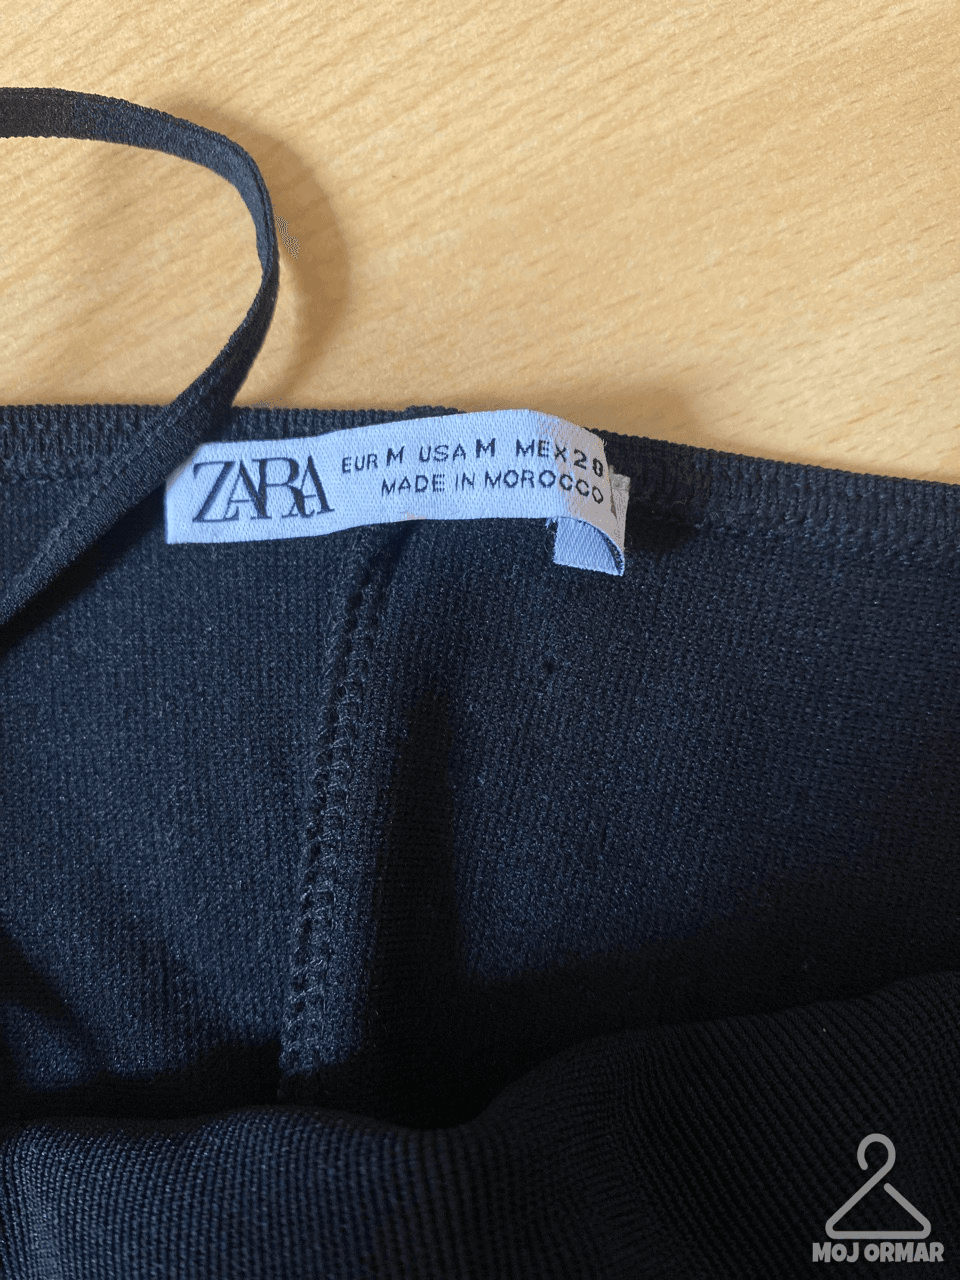 ZARA
EUR M USA M MEX 28
MADE IN MOROCCO
MOJ ORMAR